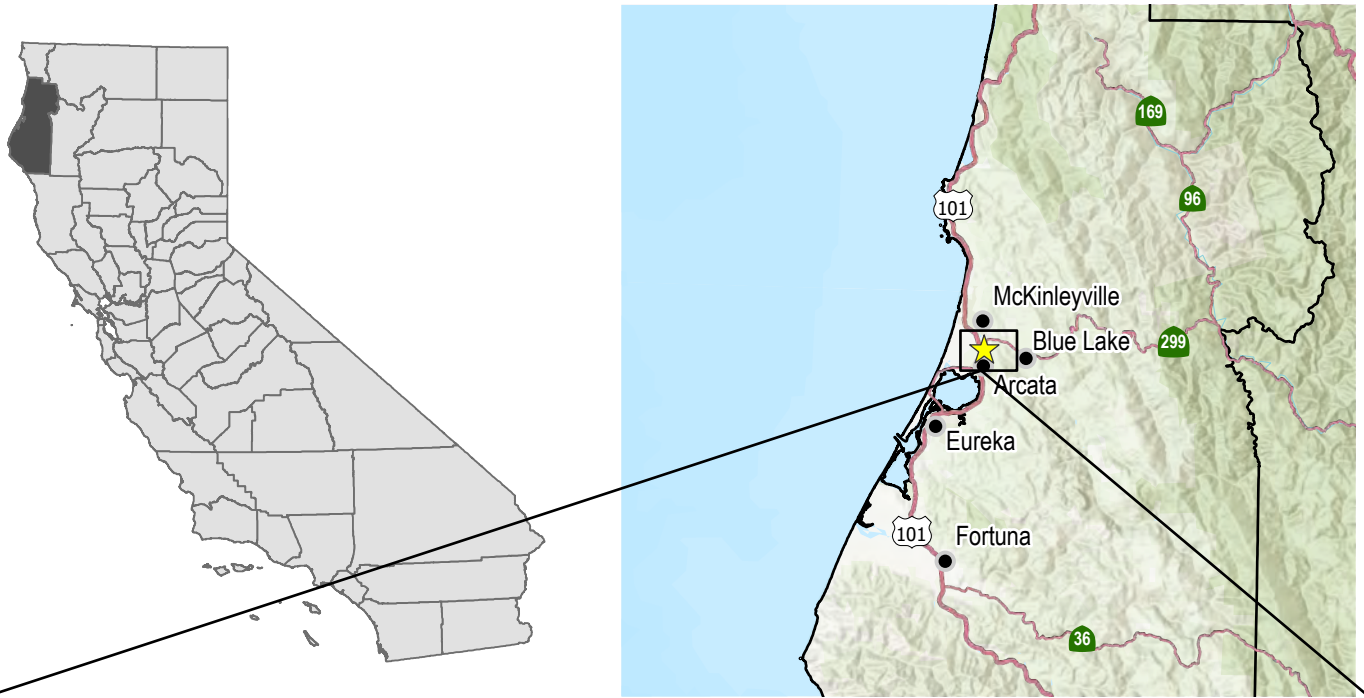 169
96
101
McKinleyville
Blue Lake
299
Arcata
Eureka
101
Fortuna
36